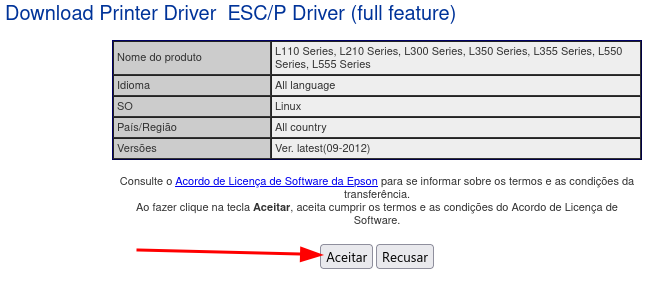 Download Printer Driver  ESC/P Driver (full feature)
Nome do produto L110 Series, L210 Series, L300 Series, L350 Series, L355 Series, L550
Series, L555 Series
Idioma All language
SO Linux
País/Região All country
Versões Ver. latest(09-2012)
Consulte o Acordo de Licença de Software da Epson para se informar sobre os termos e as condições da
transferência.
Ao fazer clique na tecla Aceitar, aceita cumprir os termos e as condições do Acordo de Licença de
Software.
Aceitar Recusar